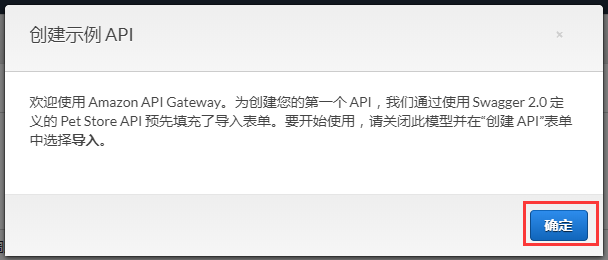 创建示例 API
×
欢迎使用 Amazon API Gateway。为创建您的第一个 API，我们通过使用 Swagger 2.0 定
义的 Pet Store API 预先填充了导入表单。要开始使用，请关闭此模型并在“创建 API”表单
中选择导入。
确定